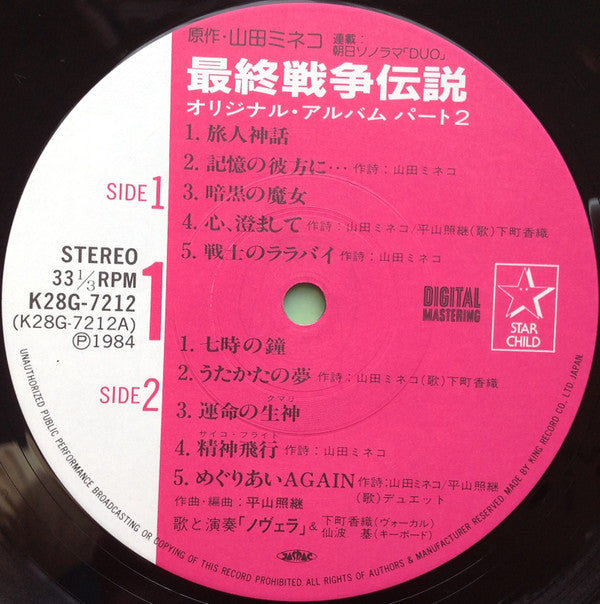 原作・山田ミネコ 連載:
朝日ソノラマ「DUO」
最終戦争伝説
オリジナル・アルバム パート2
SIDE 1
1. 旅人神話
2. 記憶の彼方に… 作詩:山田ミネコ
3. 暗黒の魔女
4. 心、澄まして 作詩:山田ミネコ/平山照継(歌)下町香織
5. 戦士のララバイ 作詩:山田ミネコ
STEREO
33 1/3 RPM
K28G-7212
(K28G-7212A)
Ⓟ1984
1
DIGITAL
MASTERING
STAR
CHILD
SIDE 2
1. 七時の鐘
2. うたかたの夢 作詩:山田ミネコ(歌)下町香織
クマリ
3. 運命の生神
サイコ・フライト
4. 精神飛行 作詩:山田ミネコ
5. めぐりあいAGAIN 作詩:山田ミネコ/平山照継
(歌)デュエット
作曲・編曲:平山照継
歌と演奏「ノヴェラ」& 下町香織(ヴォーカル)
仙波 基(キーボード)
JASRAC
UNAUTHORIZED PUBLIC PERFORMANCE BROADCASTING OR COPYING OF THIS RECORD PROHIBITED. ALL RIGHTS OF AUTHORS & MANUFACTURER RESERVED. MADE BY KING RECORD CO. LTD. JAPAN.